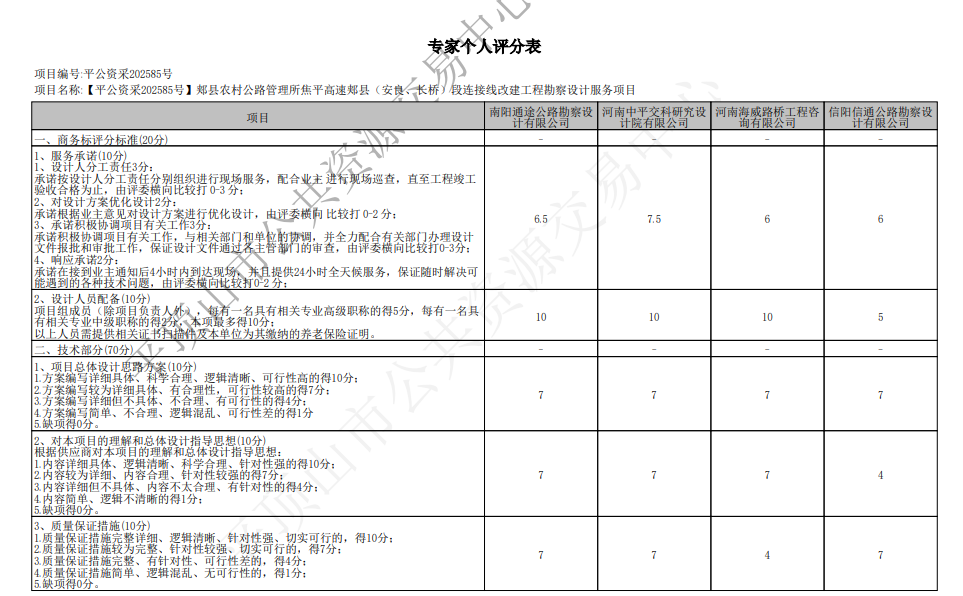 专家个人评分表
项目编号:平公资采202585号
项目名称:【平公资采202585号】郏县农村公路管理所焦平高速郏县（安良、长桥）段连接线改建工程勘察设计服务项目
项目
南阳通途公路勘察设
计有限公司
河南中平交科研究设
计院有限公司
河南海威路桥工程咨
询有限公司
信阳信通公路勘察设
计有限公司
一、商务标评分标准(20分)
-
-
-
-
1、服务承诺(10分)
1、设计人分工责任3分:
承诺按设计人分工责任分别组织进行现场服务，配合业主 进行现场巡查，直至工程竣工
验收合格为止，由评委横向比较打 0-3 分;
2、对设计方案优化设计2分:
承诺根据业主意见对设计方案进行优化设计，由评委横向 比较打 0-2 分;
3、承诺积极协调项目有关工作3分:
承诺积极协调项目有关工作，与相关部门和单位的协调，并全力配合有关部门办理设计
文件报批和审批工作，保证设计文件通过各主管部门的审查，由评委横向比较打0-3分;
4、响应承诺2分:
承诺在接到业主通知后4小时内到达现场，并且提供24小时全天候服务，保证随时解决可
能遇到的各种技术问题，由评委横向比较打0-2 分;
6.5
7.5
6
6
2、设计人员配备(10分)
项目组成员（除项目负责人外），每有一名具有相关专业高级职称的得5分，每有一名具
有相关专业中级职称的得2分，本项最多得10分;
以上人员需提供相关证书扫描件及本单位为其缴纳的养老保险证明。
10
10
10
5
二、技术部分(70分)
-
-
-
-
1、项目总体设计思路方案(10分)
1.方案编写详细具体、科学合理、逻辑清晰、可行性高的得10分;
2.方案编写较为详细具体、有合理性，可行性较高的得7分;
3.方案编写详细但不具体、不合理、有可行性的得4分;
4.方案编写简单、不合理、逻辑混乱、可行性差的得1分
5.缺项得0分。
7
7
7
7
2、对本项目的理解和总体设计指导思想(10分)
根据供应商对本项目的理解和总体设计指导思想:
1.内容详细具体、逻辑清晰、科学合理、针对性强的得10分;
2.内容较为详细、内容合理、针对性较强的得7分;
3.内容详细但不具体、内容不太合理、有针对性的得4分;
4.内容简单、逻辑不清晰的得1分;
5.缺项得0分。
7
7
7
4
3、质量保证措施(10分)
1.质量保证措施完整详细、逻辑清晰、针对性强、切实可行的，得10分;
2.质量保证措施较为完整、针对性较强、切实可行的，得7分;
3.质量保证措施完整、有针对性、可行性差的，得4分;
4.质量保证措施简单、逻辑混乱、无可行性的，得1分;
5.缺项得0分。
7
7
4
7
平顶山市公共资源交易中心
平顶山市公共资源交易中心